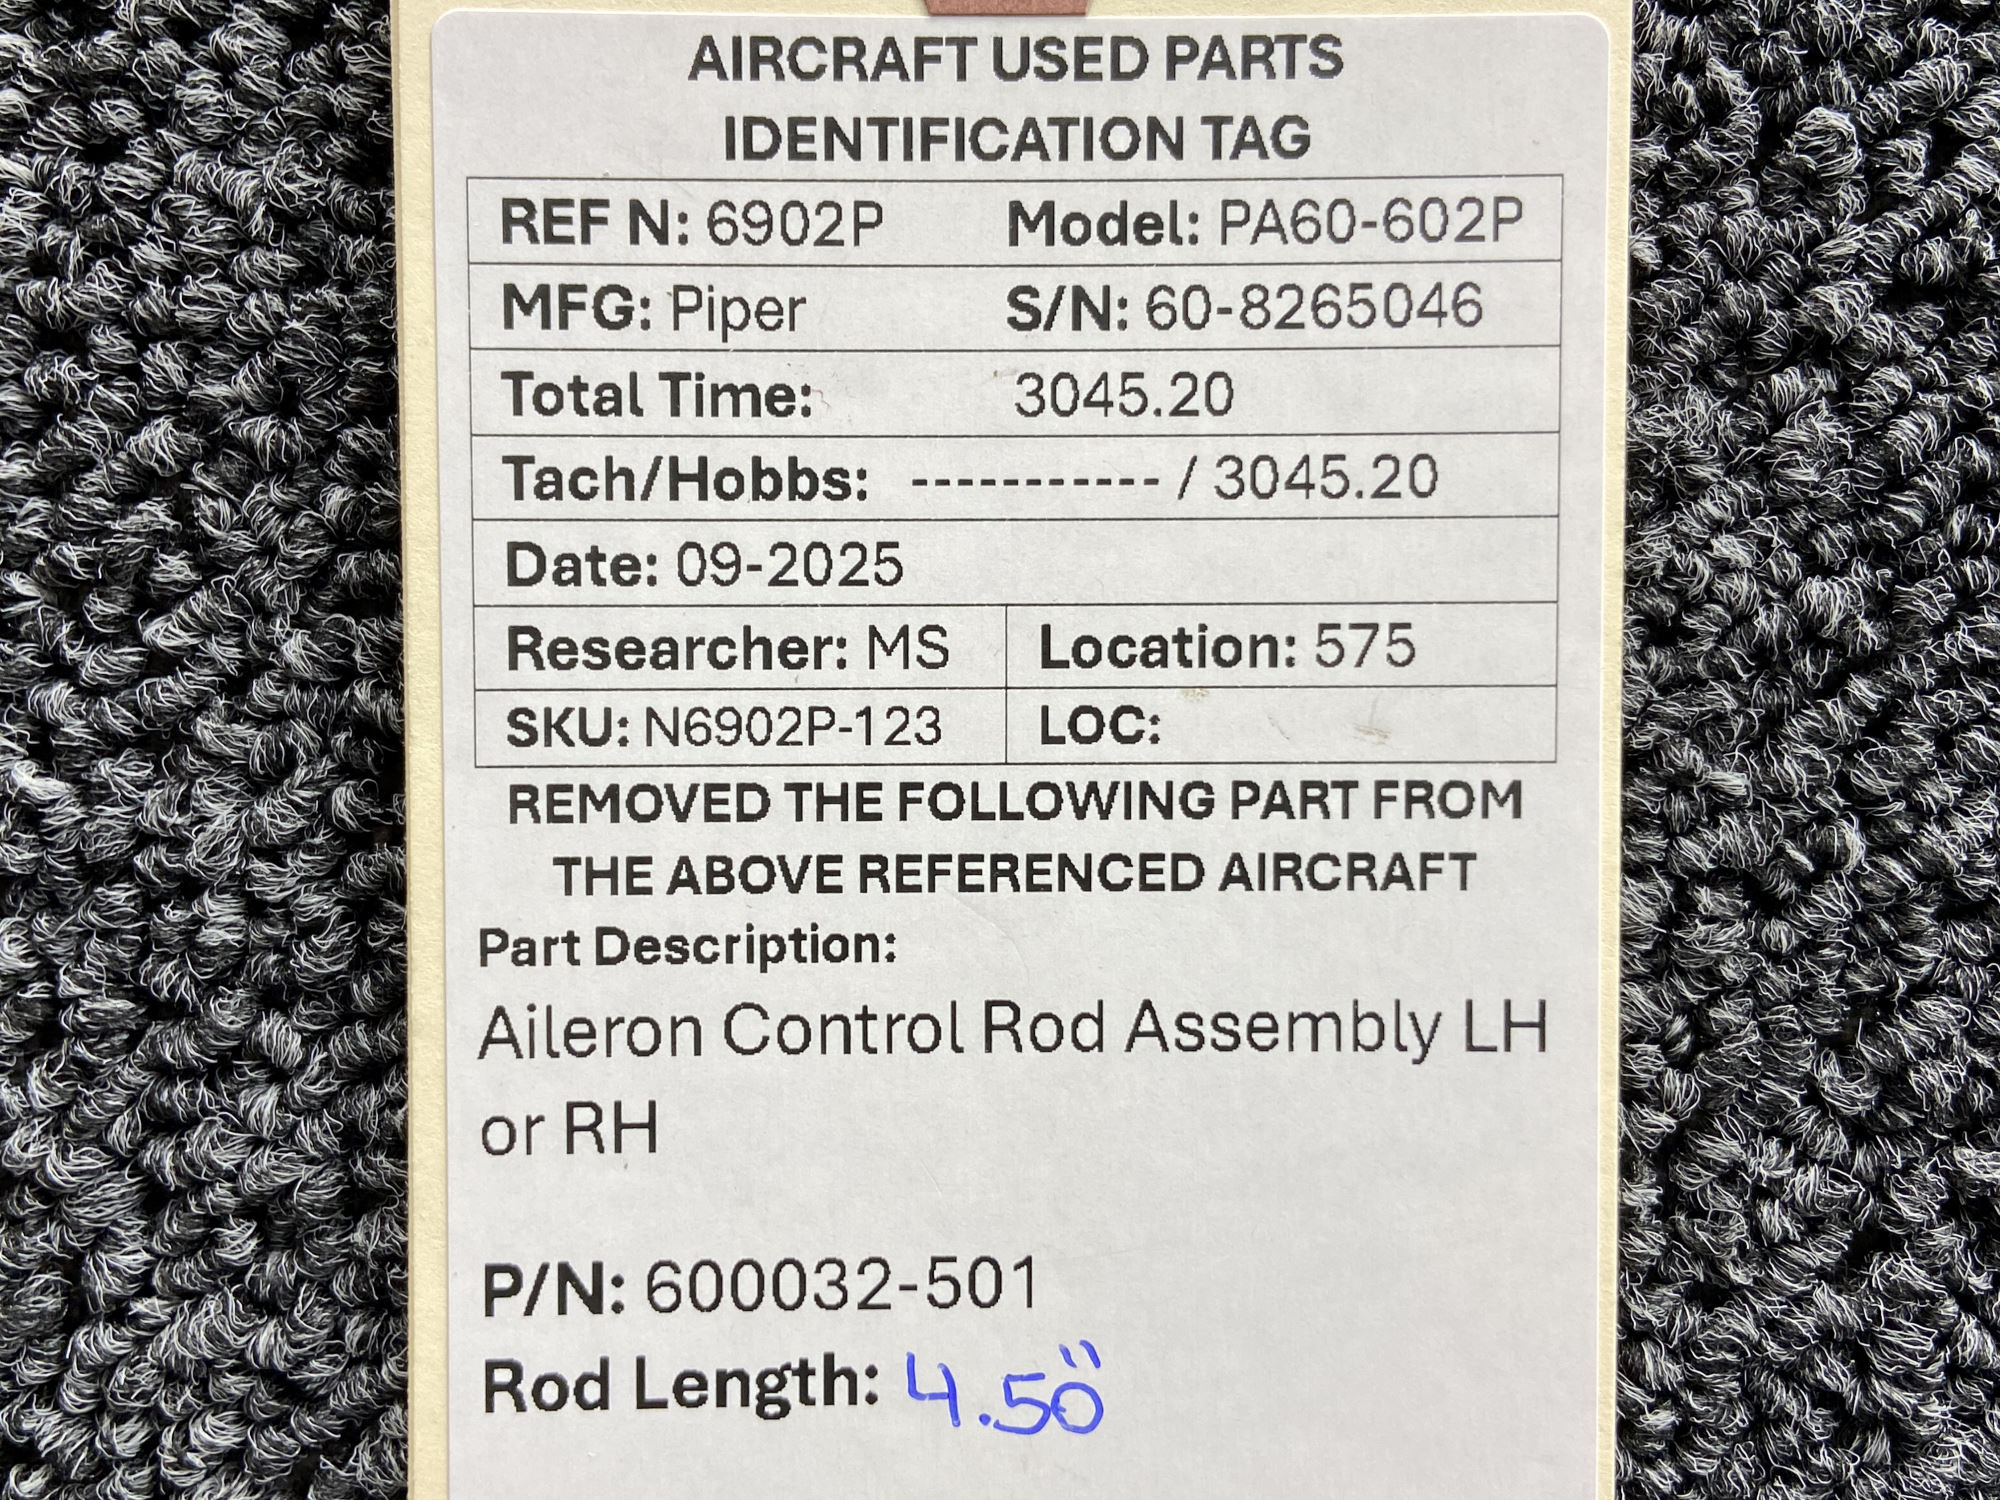 AIRCRAFT USED PARTS
IDENTIFICATION TAG
REF N: 6902P Model: PA60-602P
MFG: Piper S/N: 60-8265046
Total Time: 3045.20
Tach/Hobbs: ----------- / 3045.20
Date: 09-2025
Researcher: MS Location: 575
SKU: N6902P-123 LOC:
REMOVED THE FOLLOWING PART FROM
THE ABOVE REFERENCED AIRCRAFT
Part Description:
Aileron Control Rod Assembly LH
or RH
P/N: 600032-501
Rod Length: 4.50"